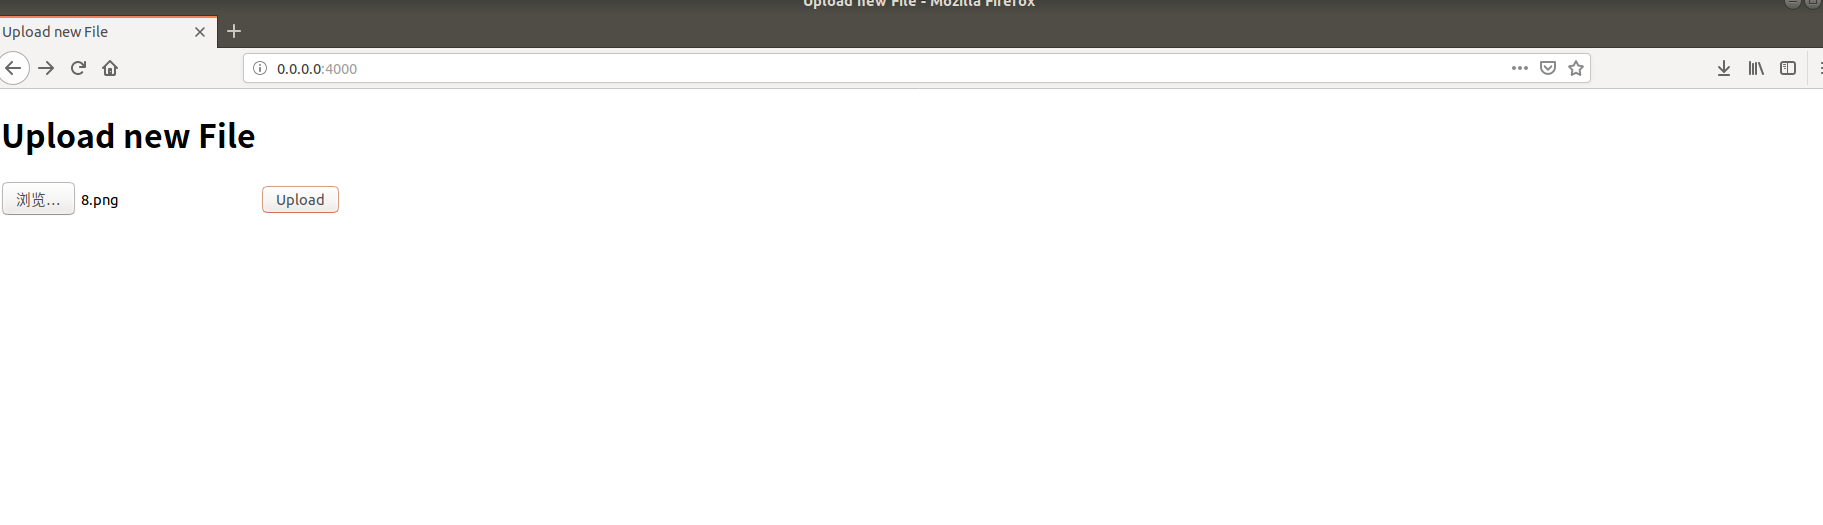 Upload new File - Mozilla Firefox
Upload new File
0.0.0.0:4000
Upload new File
浏览... 8.png Upload